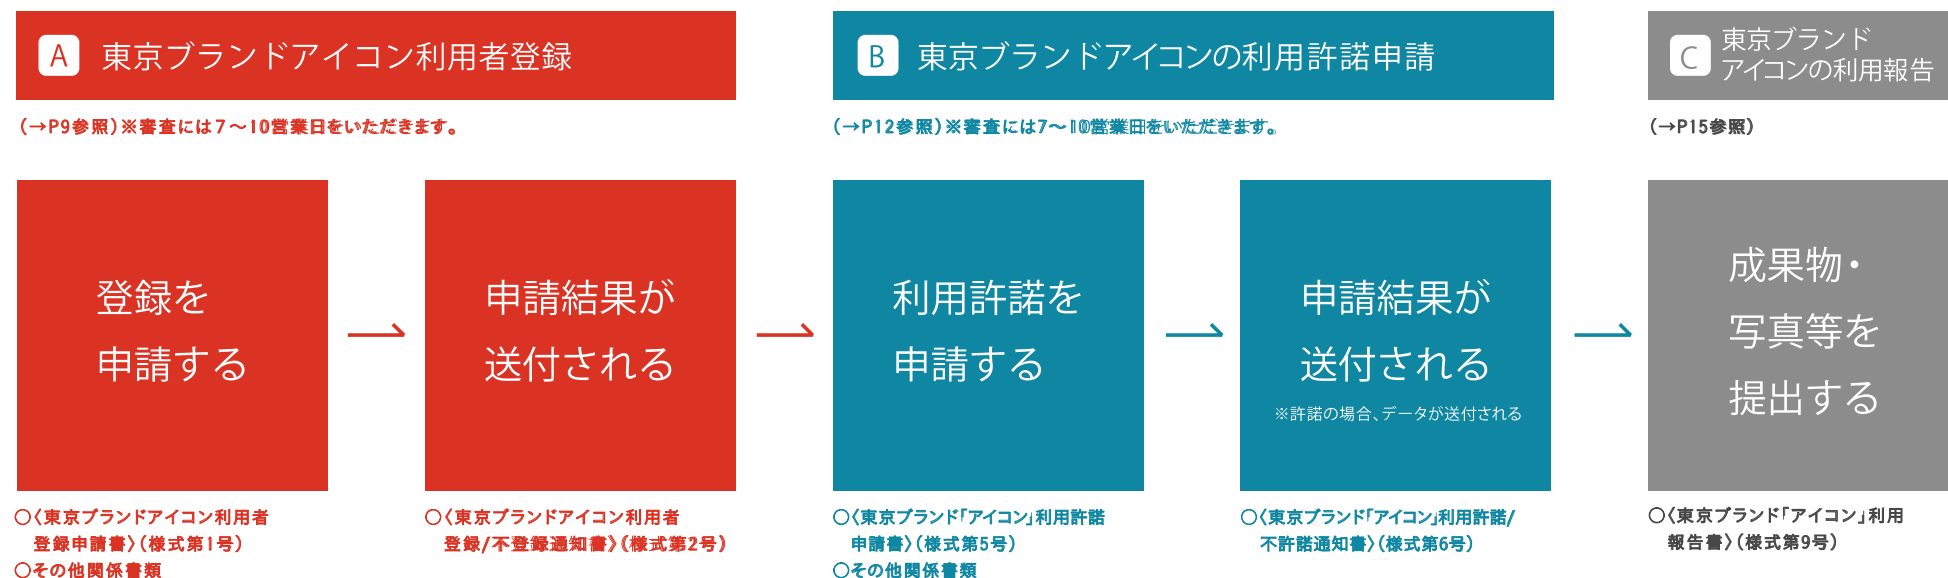 A 東京ブランドアイコン利用者登録
(→P9参照)※審査には7～10営業日をいただきます。
登録を
申請する
→
申請結果が
送付される
○〈東京ブランドアイコン利用者
登録申請書〉(様式第1号)
○その他関係書類
○〈東京ブランドアイコン利用者
登録/不登録通知書〉(様式第2号)
→
B 東京ブランドアイコンの利用許諾申請
(→P12参照)※審査には7～10営業日をいただきます。
利用許諾を
申請する
→
申請結果が
送付される
※許諾の場合、データが送付される
○〈東京ブランド「アイコン」利用許諾
申請書〉(様式第5号)
○その他関係書類
○〈東京ブランド「アイコン」利用許諾/
不許諾通知書〉(様式第6号)
→
C 東京ブランド
アイコンの利用報告
(→P15参照)
成果物・
写真等を
提出する
○〈東京ブランド「アイコン」利用
報告書〉(様式第9号)